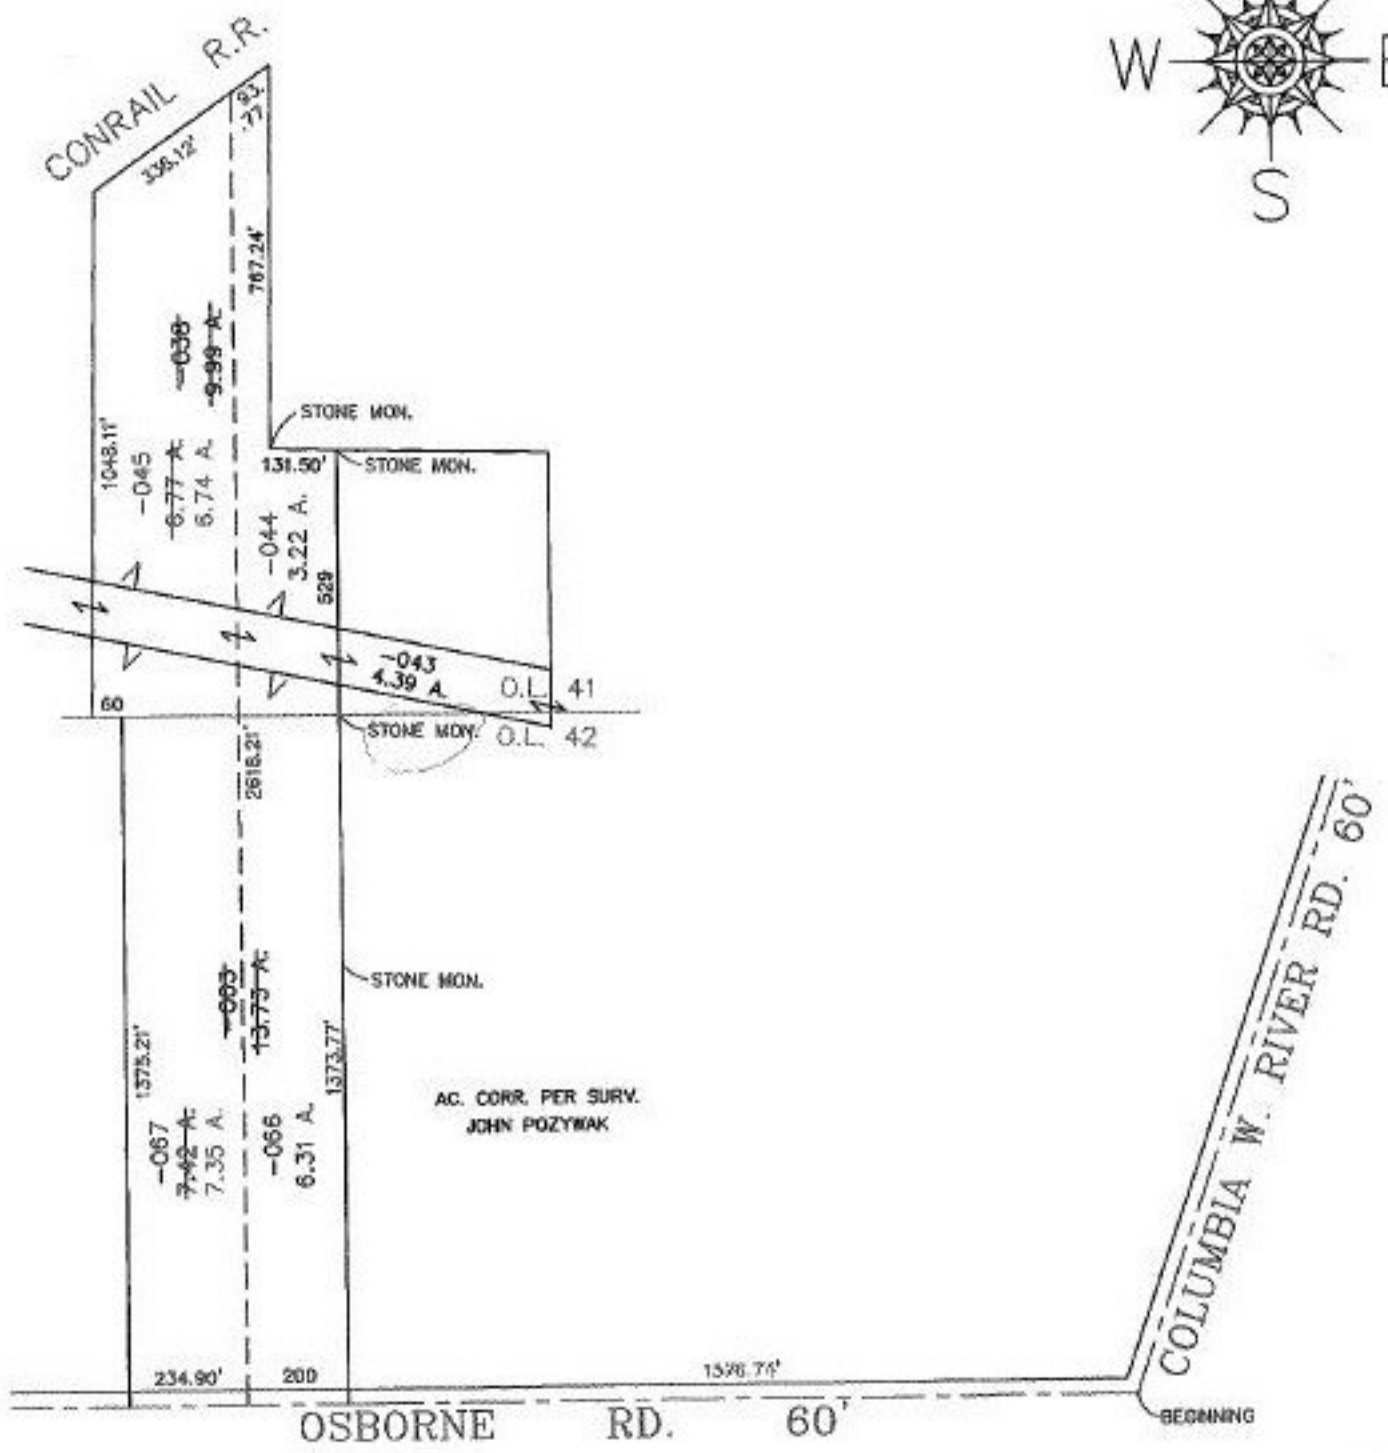 W
E
S
CONRAIL R.R.
336.12'
93.
77
767.24'
-038
9.99 A.
1048.11'
-045
6.77 A.
6.74 A.
STONE MON.
131.50'
STONE MON.
-044
3.22 A.
529
-043
4.39 A.
O.L. 41
60
STONE MON.
O.L. 42
2618.21'
-063
13.73 A.
STONE MON.
1375.21'
1373.77'
AC. CORR. PER SURV.
JOHN POZYWAK
-067
7.42 A.
7.35 A.
-066
6.31 A.
COLUMBIA W. RIVER RD. 60'
234.90'
200
BEGINNING
OSBORNE RD. 60'